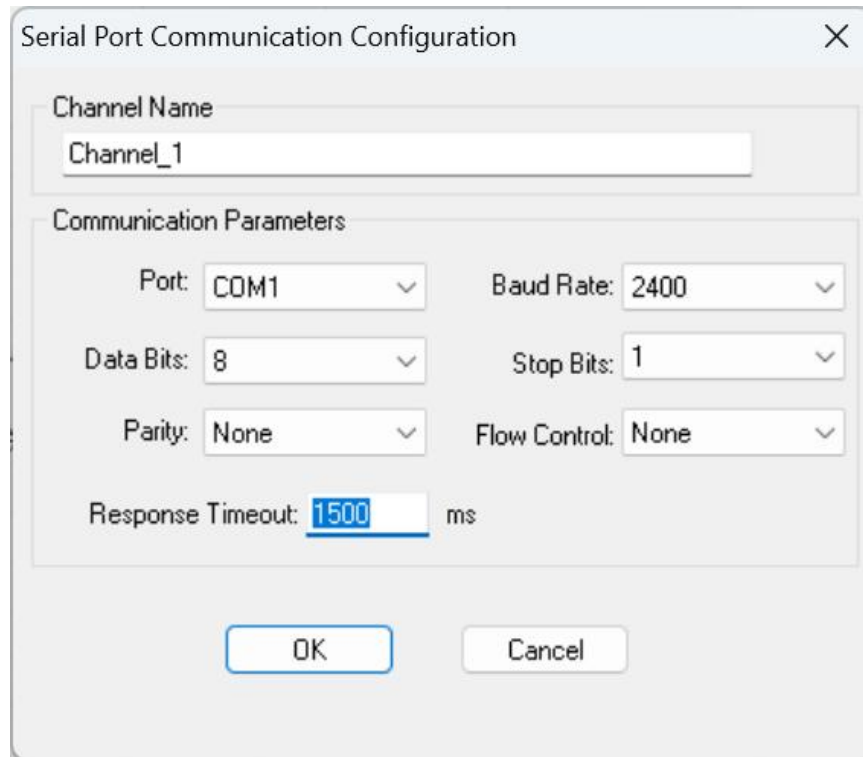 Serial Port Communication Configuration
Channel Name
Channel_1
Communication Parameters
Port: COM1 Baud Rate: 2400
Data Bits: 8 Stop Bits: 1
Parity: None Flow Control: None
Response Timeout: 1500 ms
OK Cancel